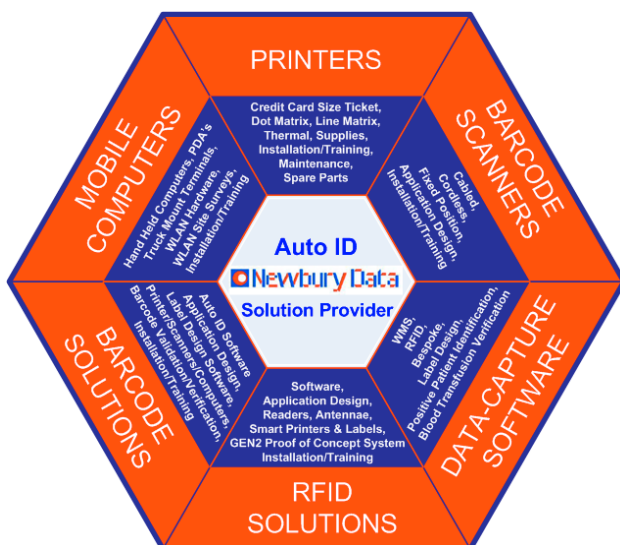 PRINTERS
Credit Card Size Ticket,
Dot Matrix, Line Matrix,
Thermal, Supplies,
Installation/Training,
Maintenance,
Spare Parts
BARCODE
SCANNERS
Cabled,
Cordless,
Fixed Position,
Application Design,
Installation/Training
DATA-CAPTURE
SOFTWARE
WMS,
RFID,
Bespoke,
Label Design,
Positive Patient Identification,
Blood Transfusion Verification
RFID
SOLUTIONS
Software,
Application Design,
Readers, Antennae,
Smart Printers & Labels,
GEN2 Proof of Concept System
Installation/Training
BARCODE
SOLUTIONS
Auto ID Software
Application Design,
Label Design Software,
Printer/Scanners/Computers,
Barcode Validation/Verification,
Installation/Training
MOBILE
COMPUTERS
Hand Held Computers, PDA's
Truck Mount Terminals,
WLAN Hardware,
WLAN Site Surveys,
Installation/Training
Auto ID
Newbury Data
Solution Provider